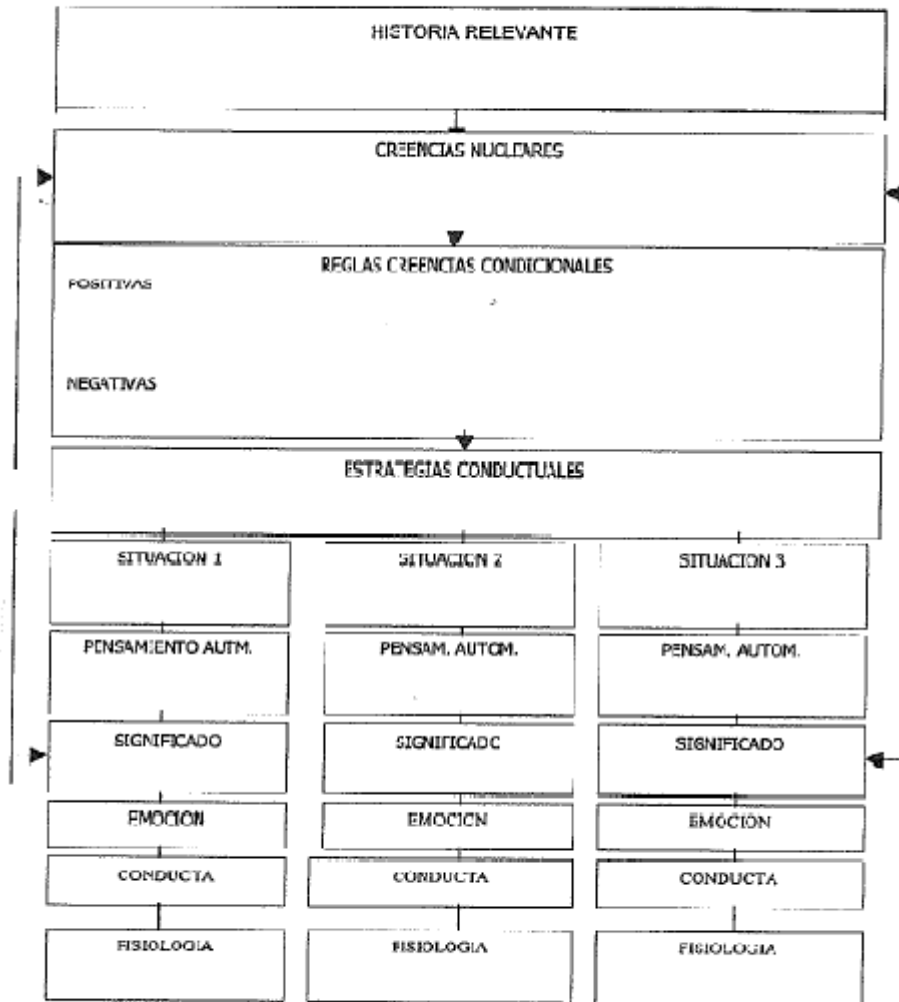 HISTORIA RELEVANTE
CREENCIAS NUCLEARES
REGLAS CREENCIAS CONDICIONALES
POSITIVAS
NEGATIVAS
ESTRATEGIAS CONDUCTUALES
SITUACION 1
SITUACION 2
SITUACION 3
PENSAMIENTO AUTM.
PENSAM. AUTOM.
PENSAM. AUTOM.
SIGNIFICADO
SIGNIFICADO
SIGNIFICADO
EMOCION
EMOCION
EMOCION
CONDUCTA
CONDUCTA
CONDUCTA
FISIOLOGIA
FISIOLOGIA
FISIOLOGIA